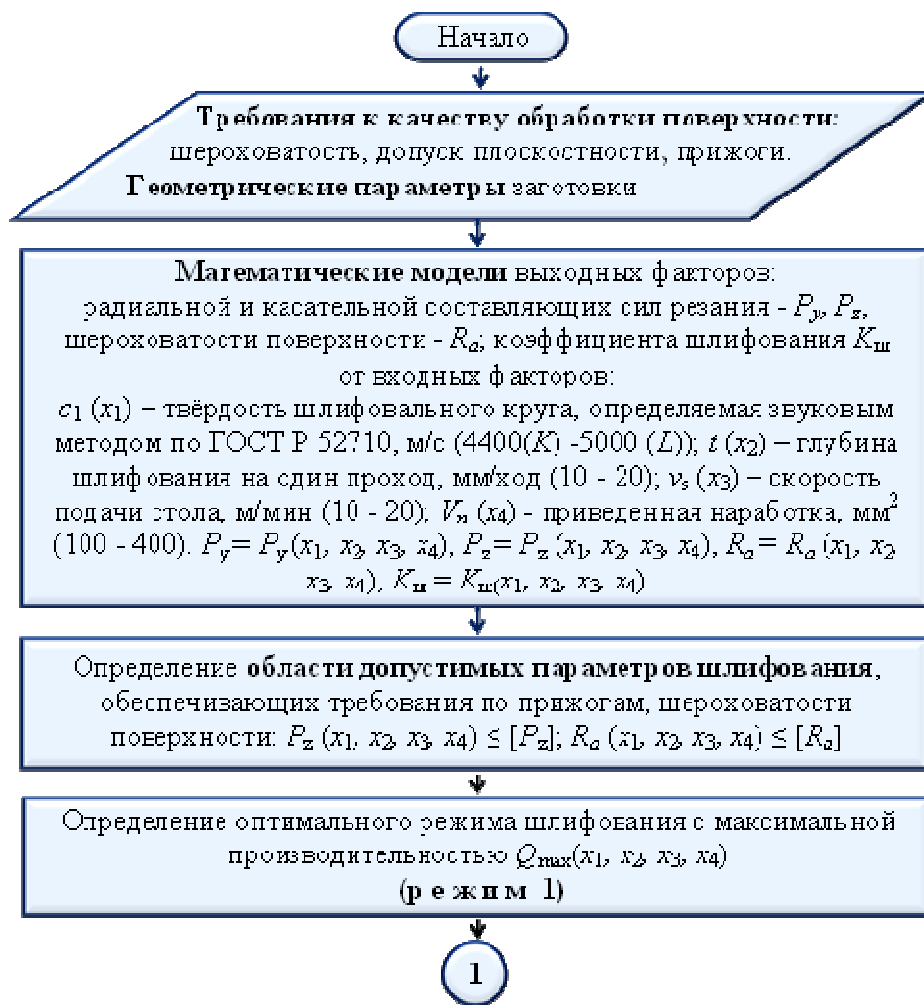 Начало
Требования к качеству обработки поверхности:
шероховатость, допуск плоскостности, прижоги.
Геометрические параметры заготовки
Математические модели выходных факторов:
радиальной и касательной составляющих сил резания - Py, Pz,
шероховатости поверхности - Ra; коэффициента шлифования Kш
от входных факторов:
c1 (x1) – твёрдость шлифовального круга, определяемая звуковым
методом по ГОСТ Р 52710, м/с (4400(K) -5000 (L)); t (x2) – глубина
шлифования на один проход, мм/ход (10 - 20); vs (x3) – скорость
подачи стола, м/мин (10 - 20); Vн (x4) - приведенная наработка, мм2
(100 - 400). Py = Py (x1, x2, x3, x4), Pz = Pz (x1, x2, x3, x4), Ra = Ra (x1, x2
x3, x4), Kш = Kш(x1, x2, x3, x4)
Определение области допустимых параметров шлифования,
обеспечивающих требования по прижогам, шероховатости
поверхности: Pz (x1, x2, x3, x4) ≤ [Pz]; Ra (x1, x2, x3, x4) ≤ [Ra]
Определение оптимального режима шлифования с максимальной
производительностью Qmax(x1, x2, x3, x4)
(режим 1)
1